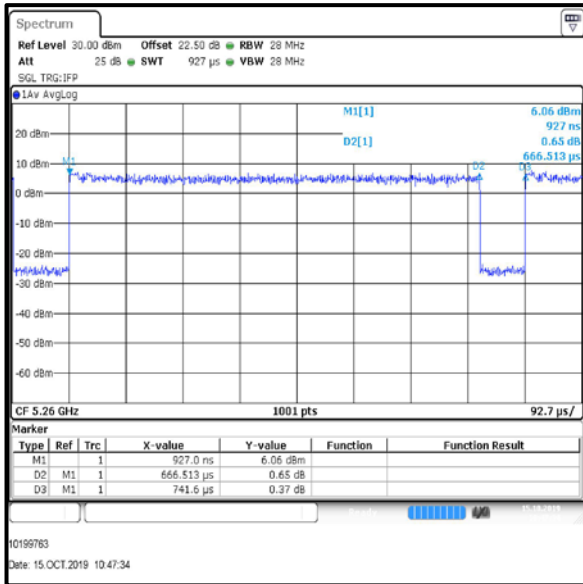 Spectrum
Ref Level 30.00 dBm Offset 22.50 dB RBW 28 MHz
Att 25 dB SWT 927 µs VBW 28 MHz
SGL TRG:IFP
1Av AvgLog
M1[1] 6.06 dBm
927 ns
D2[1] 0.65 dB
666.513 µs
20 dBm
10 dBm
M1
D2
D3
0 dBm
-10 dBm
-20 dBm
-30 dBm
-40 dBm
-50 dBm
-60 dBm
CF 5.26 GHz 1001 pts 92.7 µs/
Marker
Type Ref Trc X-value Y-value Function Function Result
M1 1 927.0 ns 6.06 dBm
D2 M1 1 666.513 µs 0.65 dB
D3 M1 1 741.6 µs 0.37 dB
Ready 15.10.2019
10199763
Date: 15.OCT.2019 10:47:34